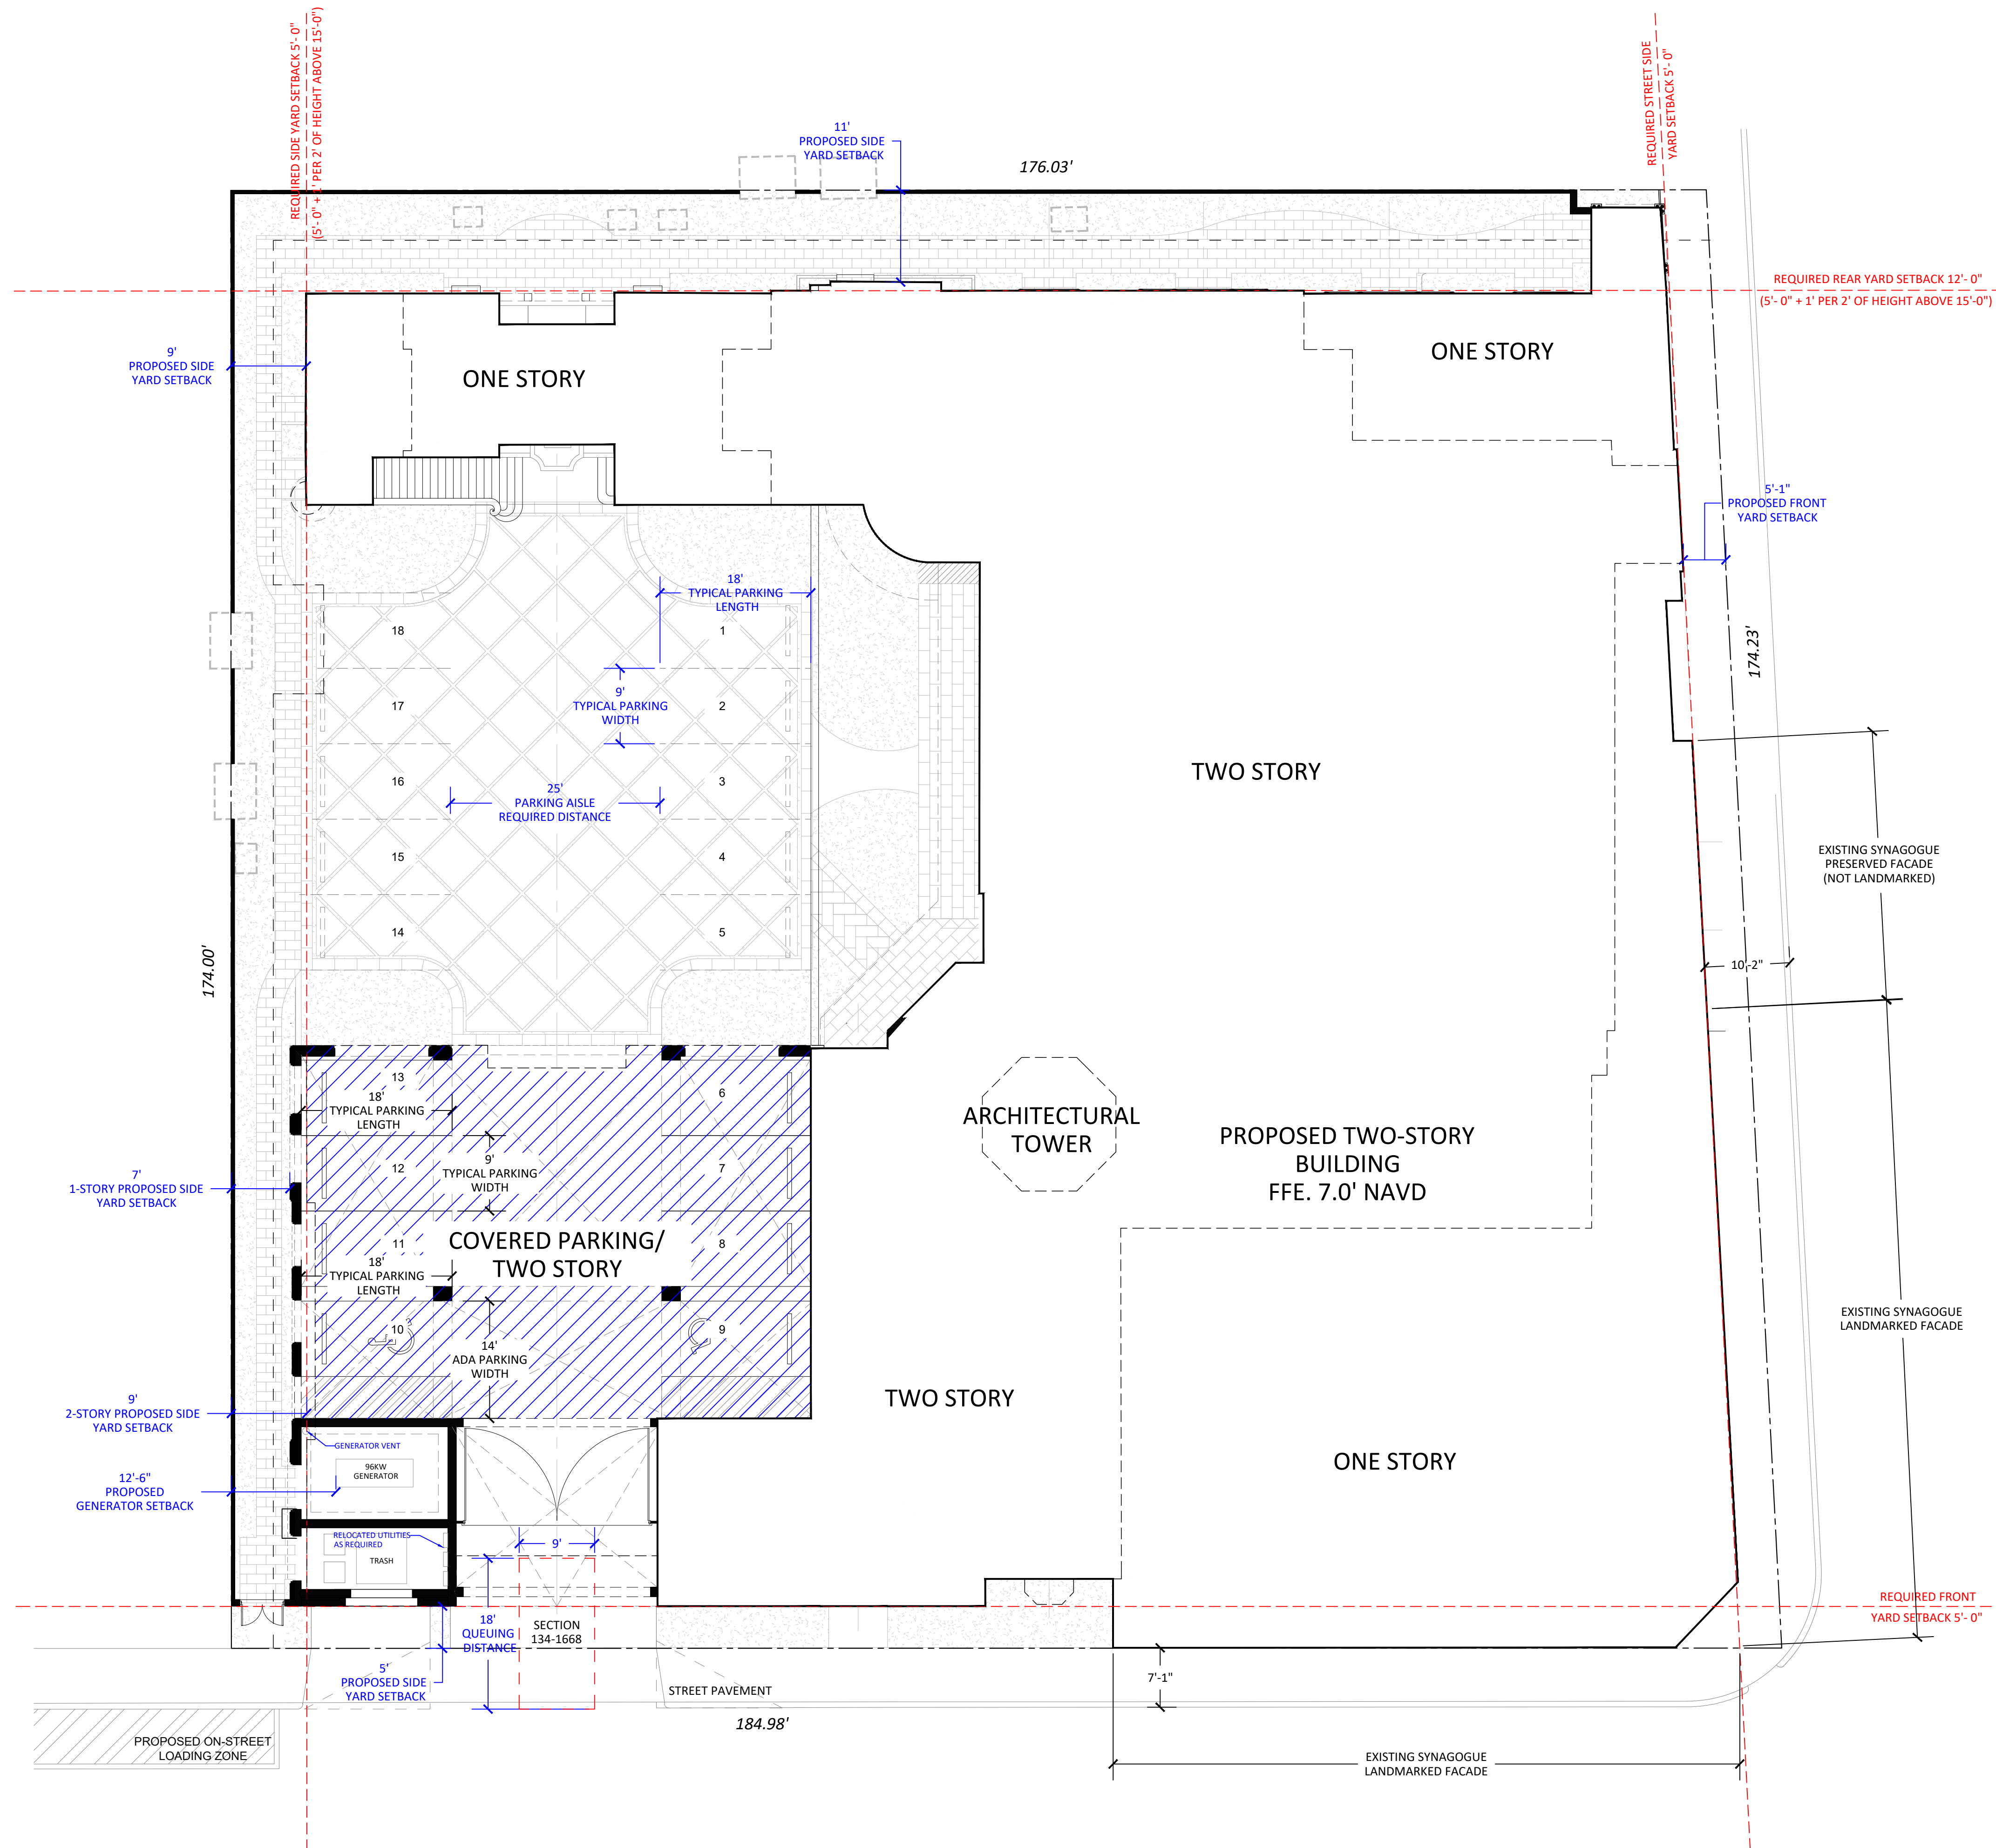 REQUIRED SIDE YARD SETBACK 5'- 0"
(5'- 0" + 1' PER 2' OF HEIGHT ABOVE 15'-0")
REQUIRED STREET SIDE
YARD SETBACK 5'- 0"
11'
PROPOSED SIDE
YARD SETBACK
176.03'
REQUIRED REAR YARD SETBACK 12'- 0"
(5'- 0" + 1' PER 2' OF HEIGHT ABOVE 15'-0")
9'
PROPOSED SIDE
YARD SETBACK
ONE STORY
ONE STORY
5'-1"
PROPOSED FRONT
YARD SETBACK
18'
TYPICAL PARKING
LENGTH
18
1
174.23'
17
9'
TYPICAL PARKING
WIDTH
2
TWO STORY
16
25'
PARKING AISLE
REQUIRED DISTANCE
3
15
4
EXISTING SYNAGOGUE
PRESERVED FACADE
(NOT LANDMARKED)
14
5
174.00'
10'-2"
13
18'
TYPICAL PARKING
LENGTH
6
ARCHITECTURAL
TOWER
PROPOSED TWO-STORY
BUILDING
FFE. 7.0' NAVD
7'
1-STORY PROPOSED SIDE
YARD SETBACK
12
9'
TYPICAL PARKING
WIDTH
7
11
COVERED PARKING/
TWO STORY
8
18'
TYPICAL PARKING
LENGTH
10
9
14'
ADA PARKING
WIDTH
EXISTING SYNAGOGUE
LANDMARKED FACADE
9'
2-STORY PROPOSED SIDE
YARD SETBACK
TWO STORY
GENERATOR VENT
96KW
GENERATOR
ONE STORY
12'-6"
PROPOSED
GENERATOR SETBACK
RELOCATED UTILITIES
AS REQUIRED
TRASH
9'
18'
QUEUING
DISTANCE
SECTION
134-1668
REQUIRED FRONT
YARD SETBACK 5'- 0"
5'
PROPOSED SIDE
YARD SETBACK
STREET PAVEMENT
7'-1"
184.98'
PROPOSED ON-STREET
LOADING ZONE
EXISTING SYNAGOGUE
LANDMARKED FACADE